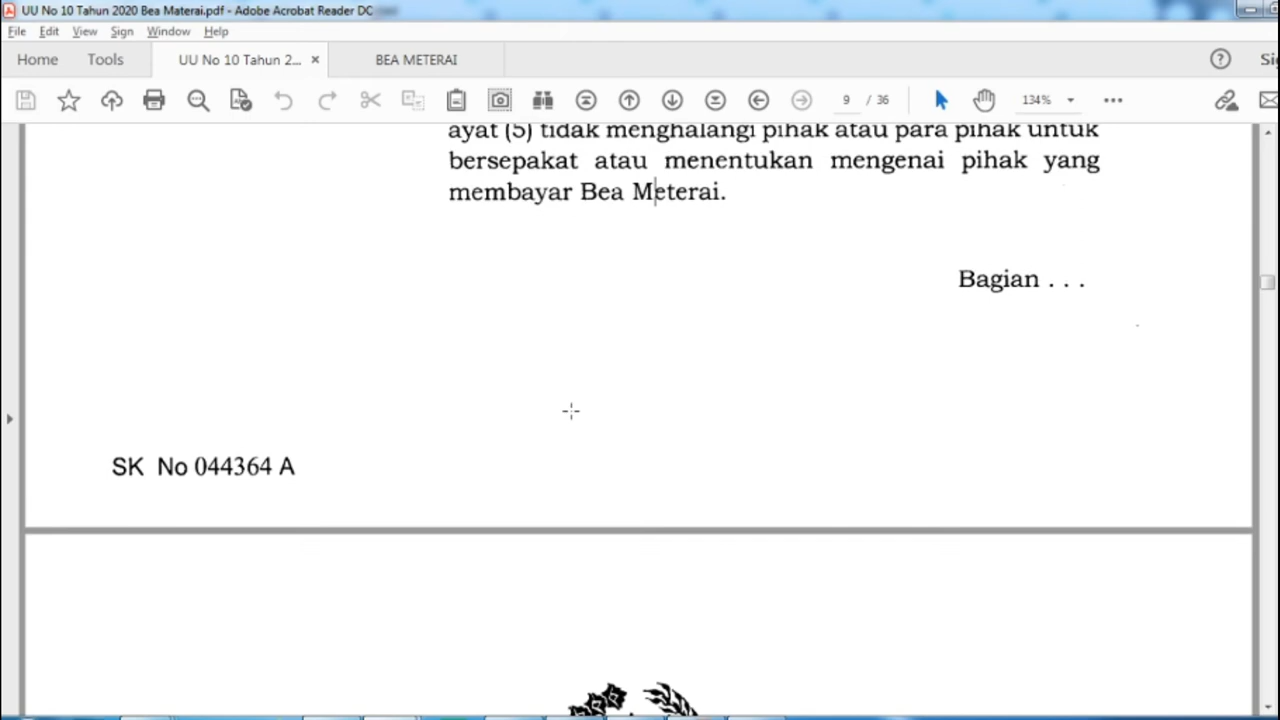 UU No 10 Tahun 2020 Bea Materai.pdf - Adobe Acrobat Reader DC
File Edit View Sign Window Help
Home Tools UU No 10 Tahun 2... × BEA METERAI
9 / 36 134%
ayat (5) tidak menghalangi pihak atau para pihak untuk
bersepakat atau menentukan mengenai pihak yang
membayar Bea Meterai.
Bagian . . .
SK No 044364 A